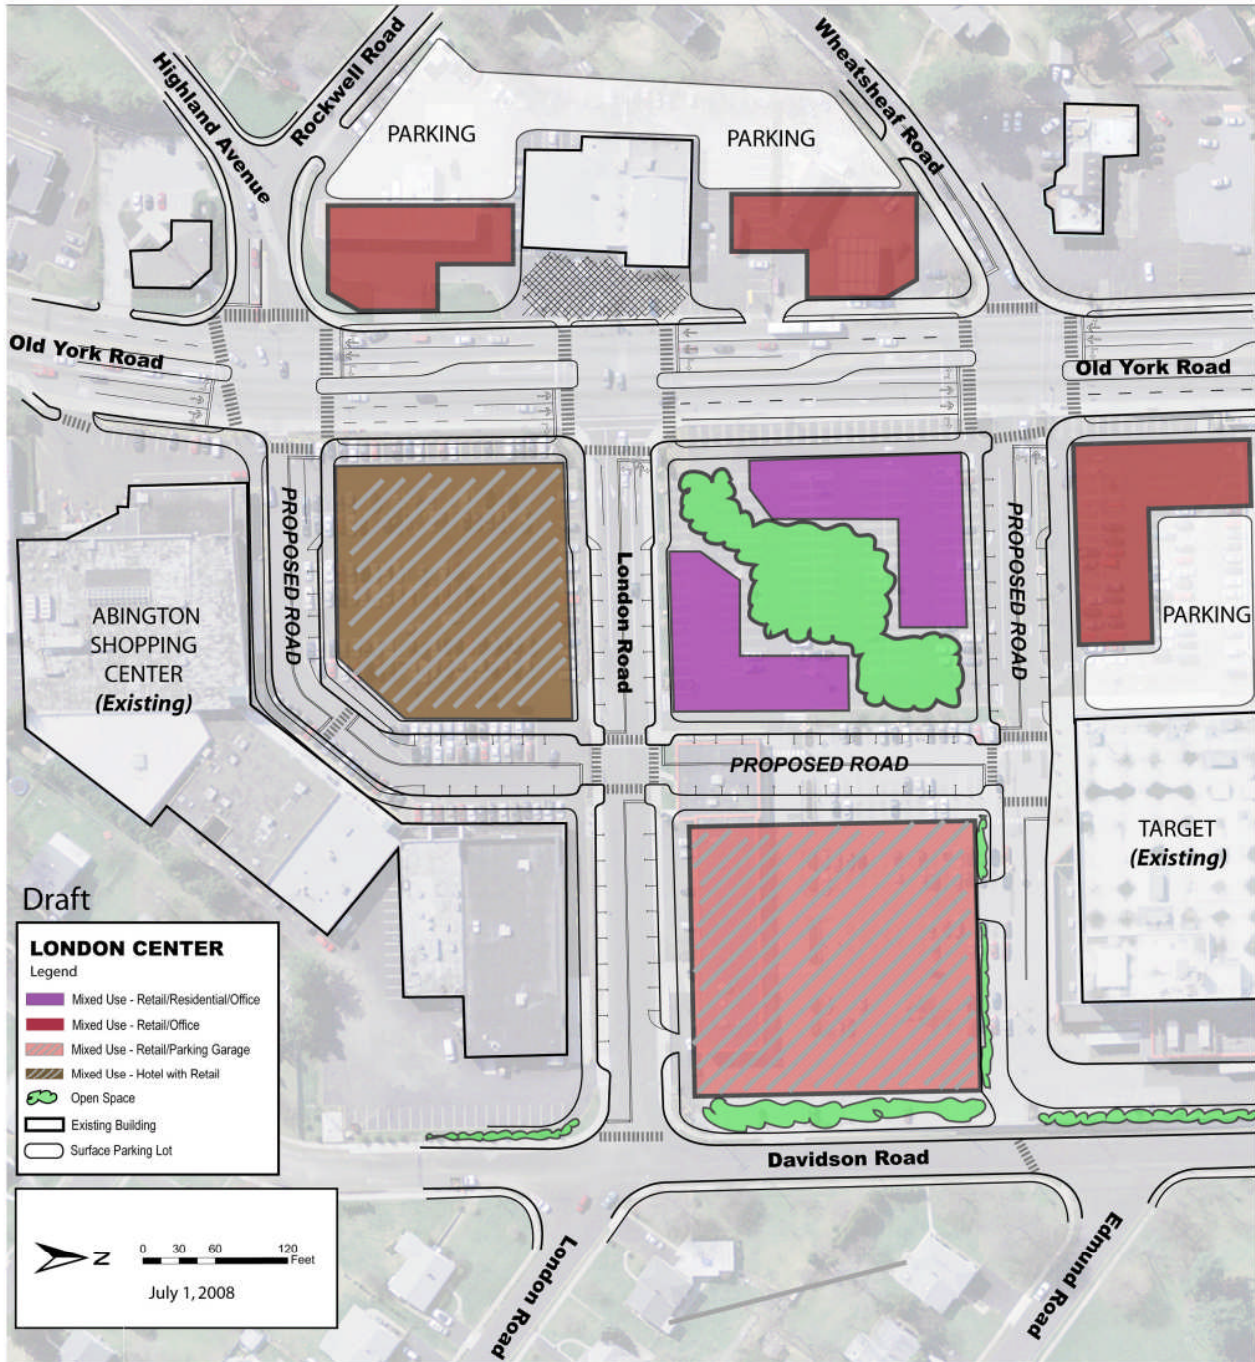 Highland Avenue
Rockwell Road
Wheatsheaf Road
PARKING
PARKING
Old York Road
Old York Road
PROPOSED ROAD
London Road
PROPOSED ROAD
ABINGTON
SHOPPING
CENTER
(Existing)
PARKING
PROPOSED ROAD
TARGET
(Existing)
Draft
LONDON CENTER
Legend
Mixed Use - Retail/Residential/Office
Mixed Use - Retail/Office
Mixed Use - Retail/Parking Garage
Mixed Use - Hotel with Retail
Open Space
Existing Building
Surface Parking Lot
Davidson Road
N
0 30 60 120
Feet
July 1, 2008
London Road
Edmund Road